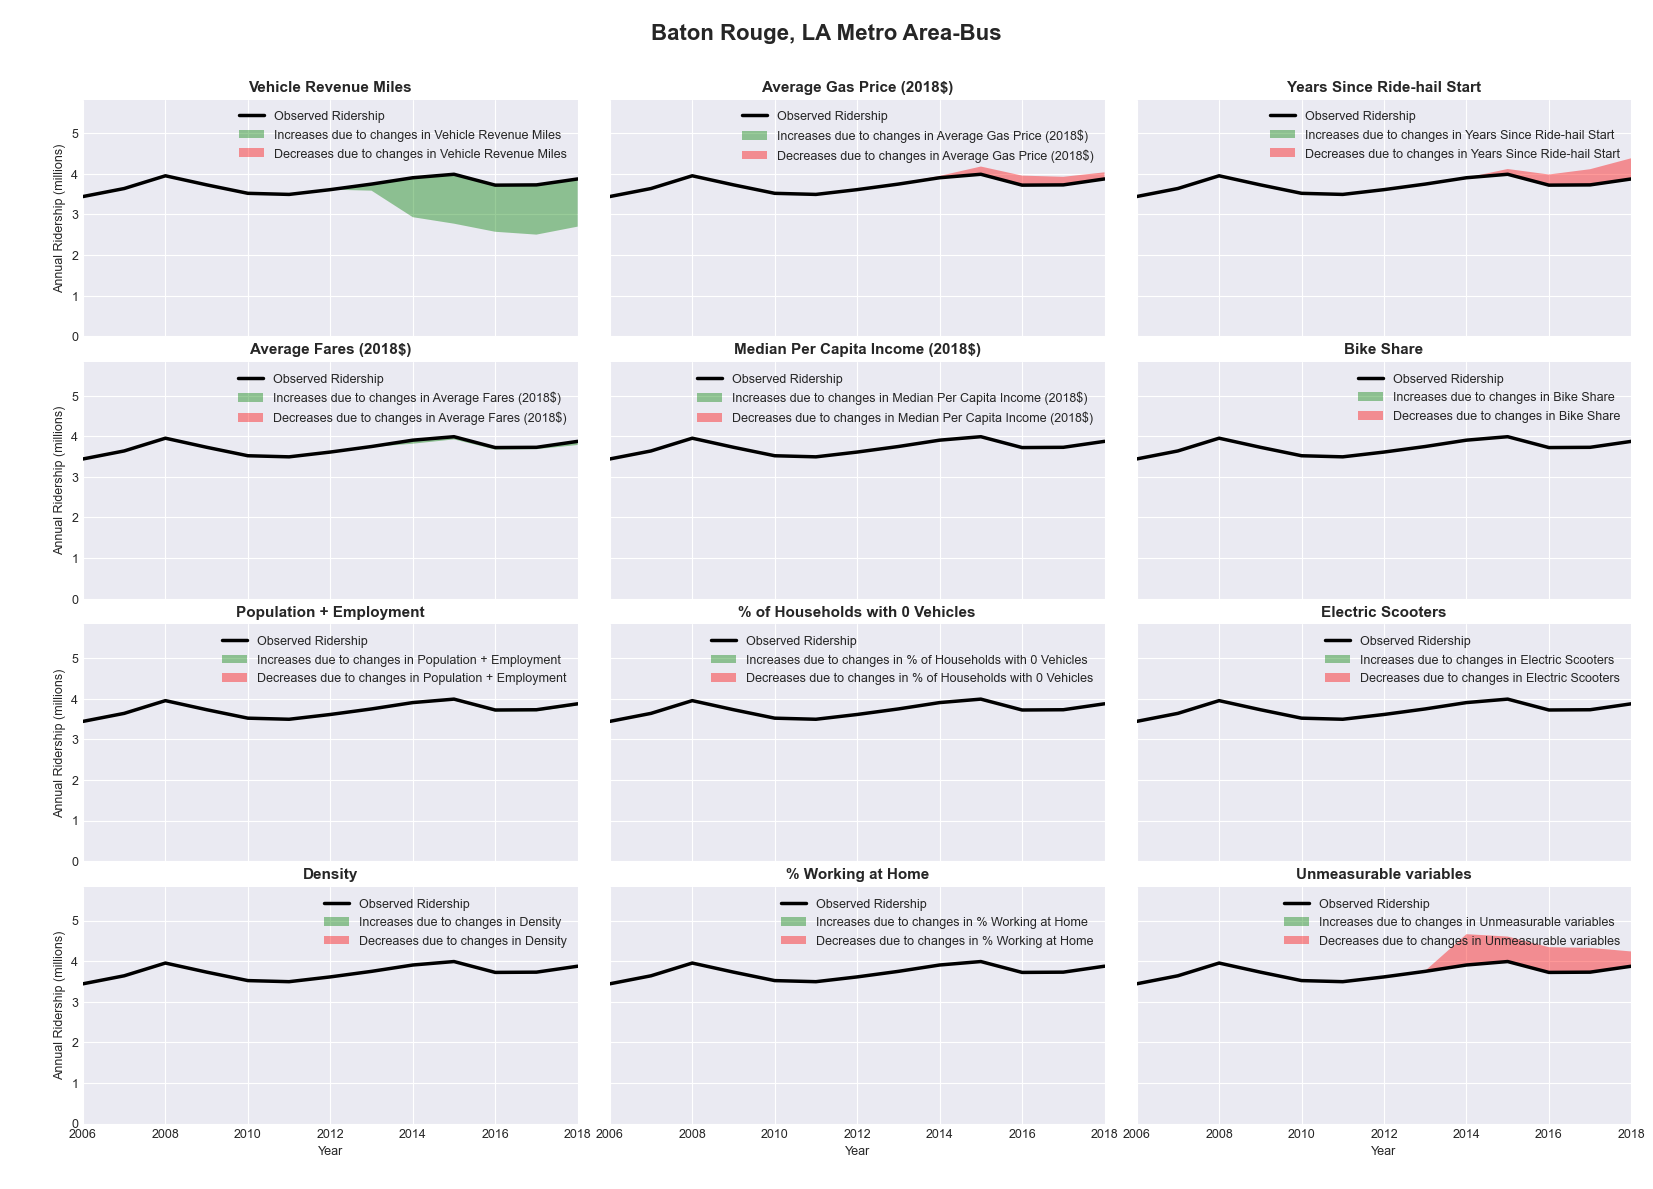 Baton Rouge, LA Metro Area-Bus
Vehicle Revenue Miles
Observed Ridership
Increases due to changes in Vehicle Revenue Miles
Decreases due to changes in Vehicle Revenue Miles
Annual Ridership (millions)
5
4
3
2
1
0
Average Gas Price (2018$)
Observed Ridership
Increases due to changes in Average Gas Price (2018$)
Decreases due to changes in Average Gas Price (2018$)
Years Since Ride-hail Start
Observed Ridership
Increases due to changes in Years Since Ride-hail Start
Decreases due to changes in Years Since Ride-hail Start
Average Fares (2018$)
Observed Ridership
Increases due to changes in Average Fares (2018$)
Decreases due to changes in Average Fares (2018$)
Annual Ridership (millions)
5
4
3
2
1
0
Median Per Capita Income (2018$)
Observed Ridership
Increases due to changes in Median Per Capita Income (2018$)
Decreases due to changes in Median Per Capita Income (2018$)
Bike Share
Observed Ridership
Increases due to changes in Bike Share
Decreases due to changes in Bike Share
Population + Employment
Observed Ridership
Increases due to changes in Population + Employment
Decreases due to changes in Population + Employment
Annual Ridership (millions)
5
4
3
2
1
0
% of Households with 0 Vehicles
Observed Ridership
Increases due to changes in % of Households with 0 Vehicles
Decreases due to changes in % of Households with 0 Vehicles
Electric Scooters
Observed Ridership
Increases due to changes in Electric Scooters
Decreases due to changes in Electric Scooters
Density
Observed Ridership
Increases due to changes in Density
Decreases due to changes in Density
Annual Ridership (millions)
5
4
3
2
1
0
2006 2008 2010 2012 2014 2016 2018
Year
% Working at Home
Observed Ridership
Increases due to changes in % Working at Home
Decreases due to changes in % Working at Home
2006 2008 2010 2012 2014 2016 2018
Year
Unmeasurable variables
Observed Ridership
Increases due to changes in Unmeasurable variables
Decreases due to changes in Unmeasurable variables
2006 2008 2010 2012 2014 2016 2018
Year